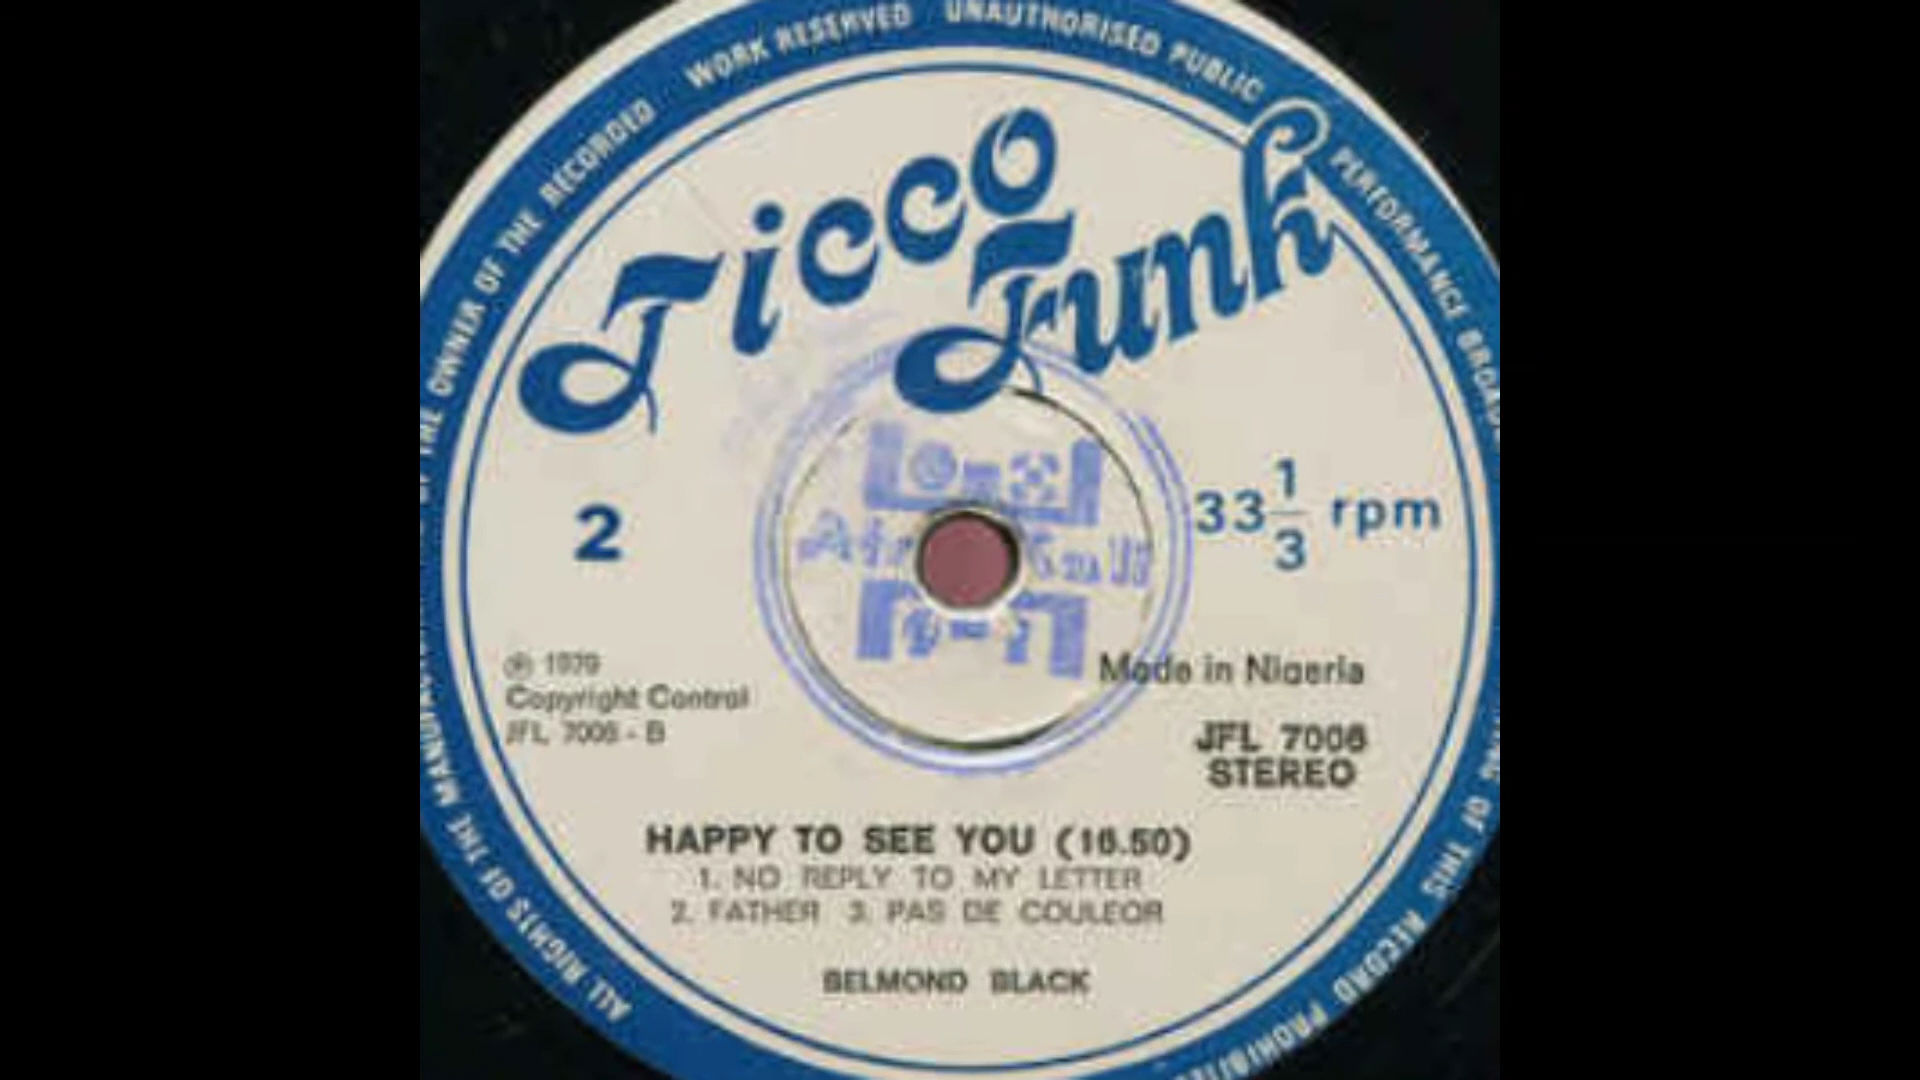 ALL RIGHTS OF THE MANUFACTURER OF THE OWNER OF THE RECORDED WORK RESERVED UNAUTHORISED PUBLIC PERFORMANCE
OF THIS RECORD PROHIBITED
Ticco
Funk
2
33 1/3 rpm
℗ 1979
Copyright Control
JFL 7008 - B
Made in Nigeria
JFL 7008
STEREO
HAPPY TO SEE YOU (16.50)
1. NO REPLY TO MY LETTER
2. FATHER 3. PAS DE COULEOR
BELMOND BLACK